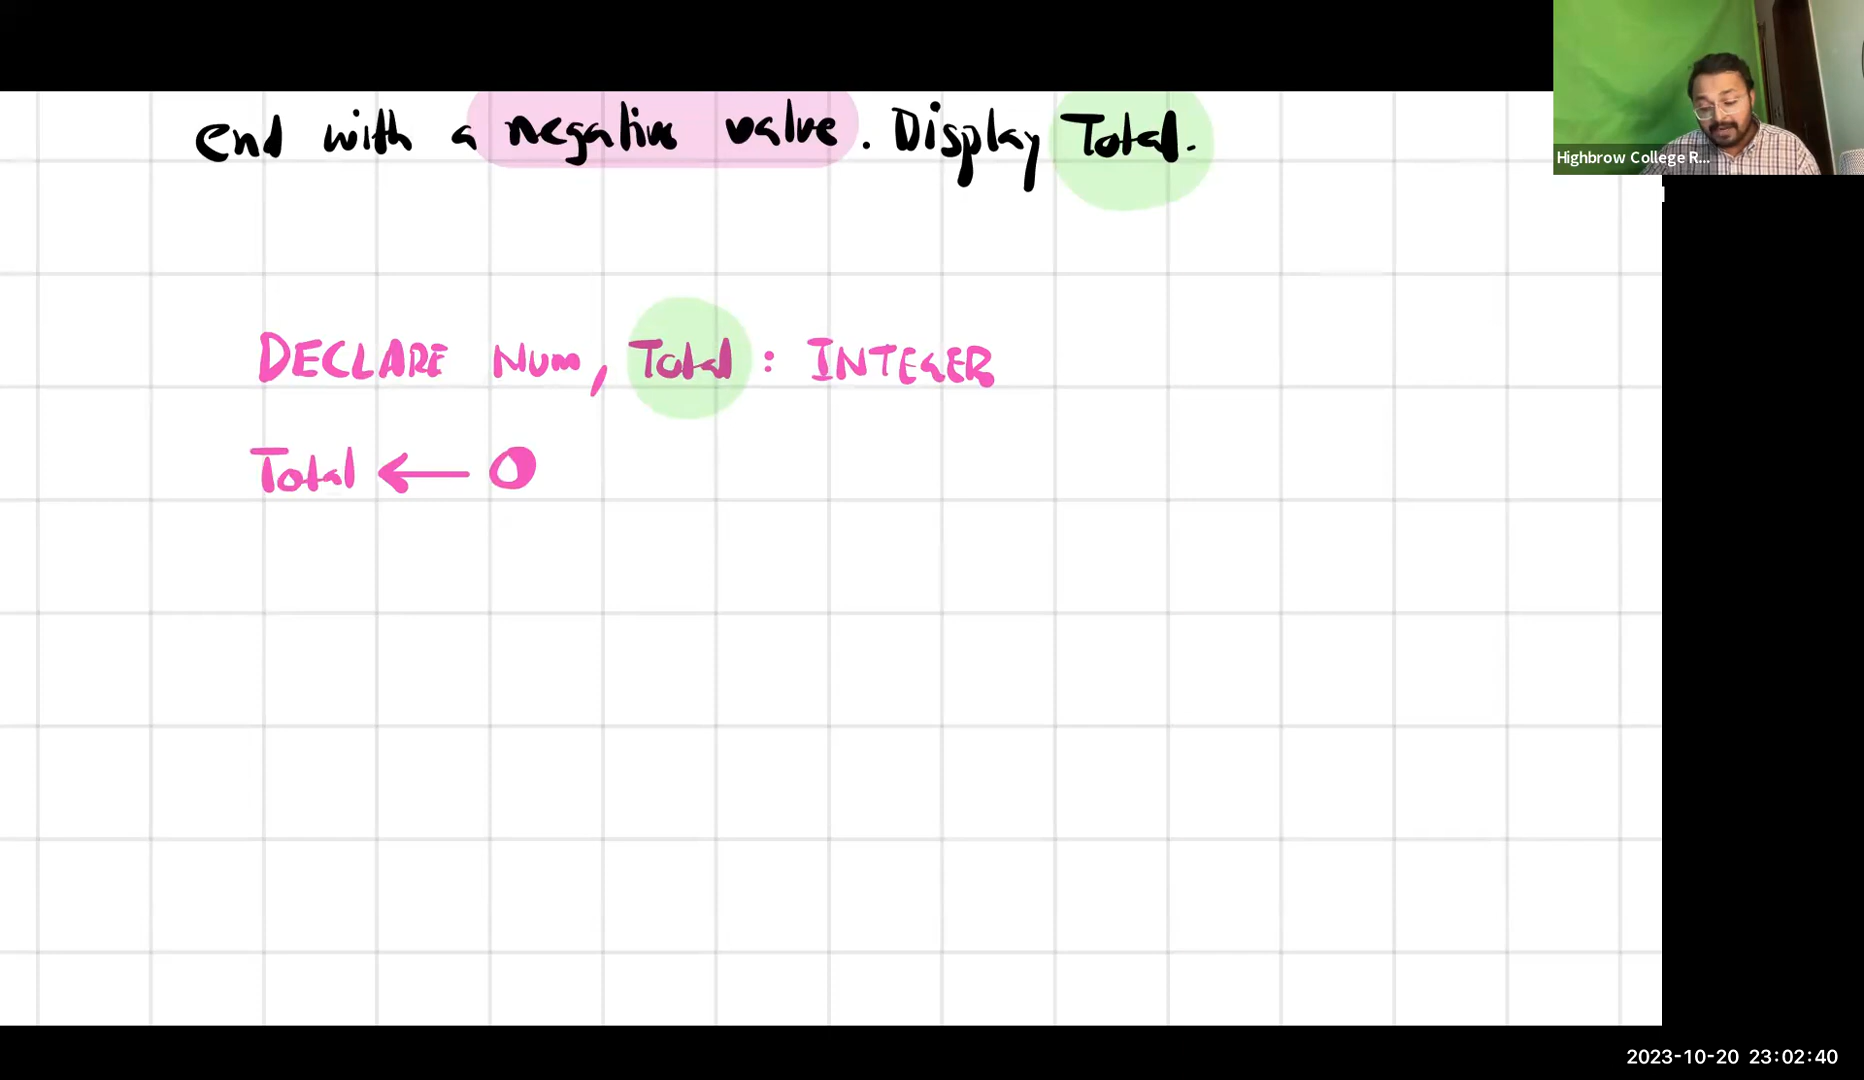 end with a negative value. Display Total.
Highbrow College R...
DECLARE Num, Total : INTEGER
Total ← 0
2023-10-20 23:02:40